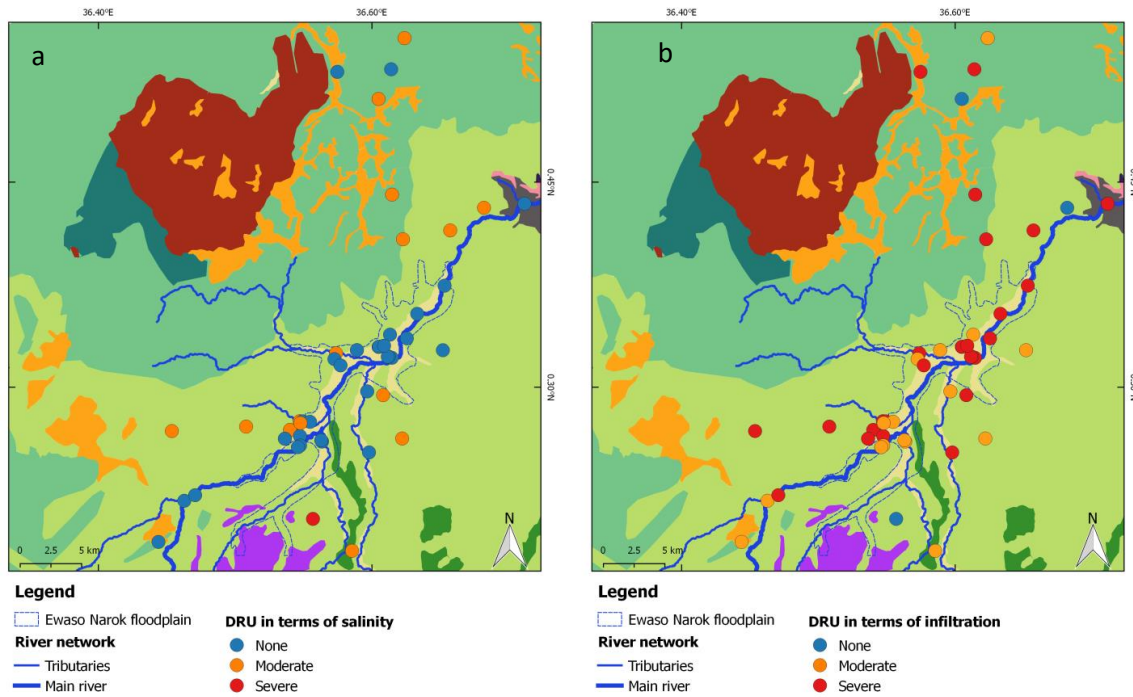 36.40°E 36.60°E
a
0.45°N
0.30°N
0 2.5 5 km
N
Legend
Ewaso Narok floodplain
River network
Tributaries
Main river
DRU in terms of salinity
None
Moderate
Severe
36.40°E 36.60°E
b
0 2.5 5 km
N
Legend
Ewaso Narok floodplain
River network
Tributaries
Main river
DRU in terms of infiltration
None
Moderate
Severe